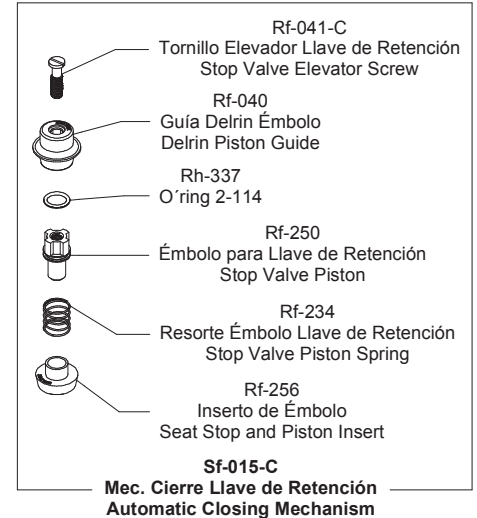 Rf-041-C
Tornillo Elevador Llave de Retención
Stop Valve Elevator Screw
Rf-040
Guía Delrin Émbolo
Delrin Piston Guide
Rh-337
O´ring 2-114
Rf-250
Émbolo para Llave de Retención
Stop Valve Piston
Rf-234
Resorte Émbolo Llave de Retención
Stop Valve Piston Spring
Rf-256
Inserto de Émbolo
Seat Stop and Piston Insert
Sf-015-C
Mec. Cierre Llave de Retención
Automatic Closing Mechanism